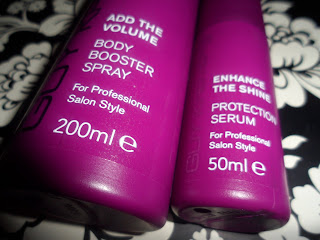 ADD THE
VOLUME
BODY
BOOSTER
SPRAY
For Professional
Salon Style
200ml e
ENHANCE
THE SHINE
PROTECTION
SERUM
For Professional
Salon Style
50ml e